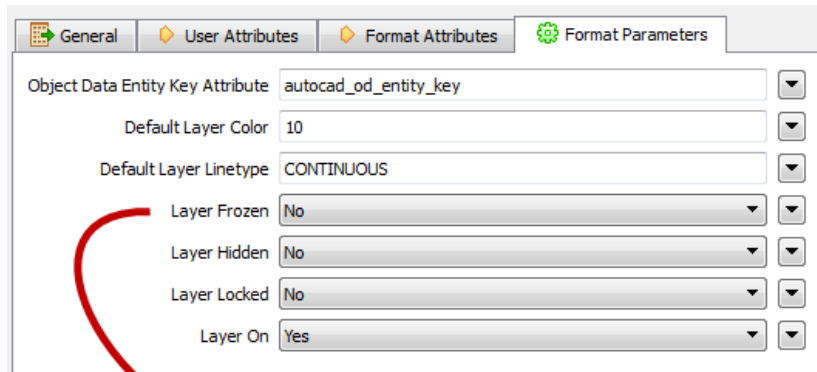 General User Attributes Format Attributes Format Parameters
Object Data Entity Key Attribute autocad_od_entity_key
Default Layer Color 10
Default Layer Linetype CONTINUOUS
Layer Frozen No
Layer Hidden No
Layer Locked No
Layer On Yes